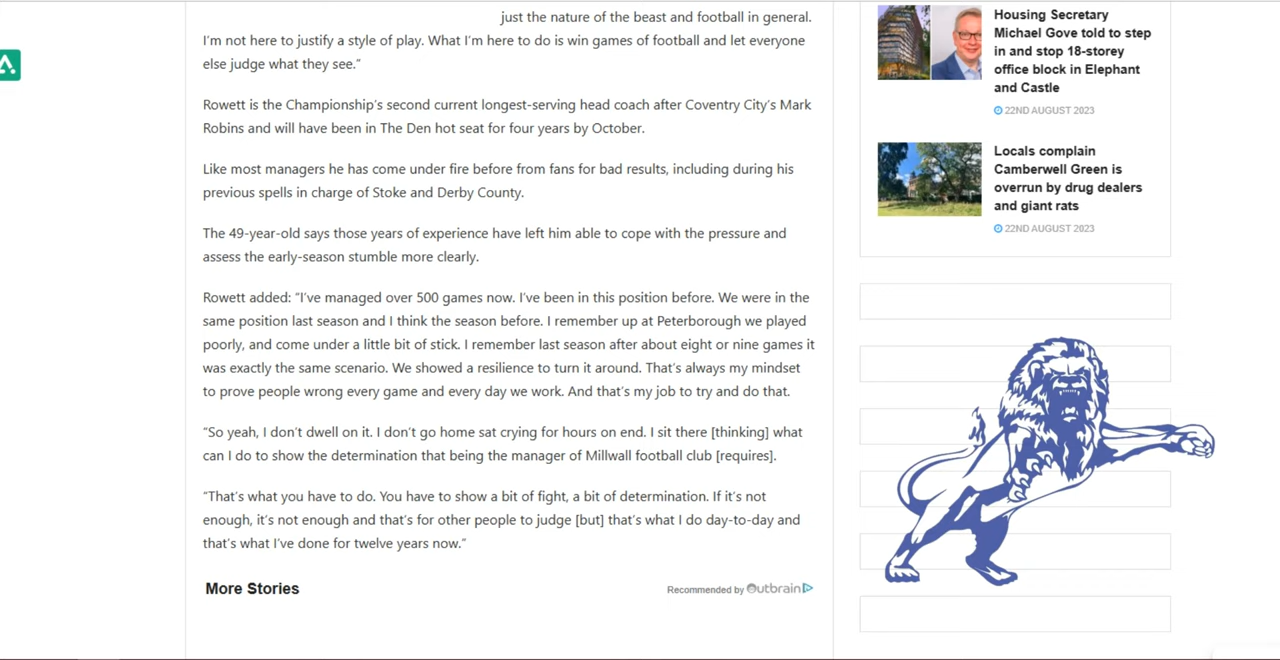 just the nature of the beast and football in general.
I'm not here to justify a style of play. What I'm here to do is win games of football and let everyone
else judge what they see.”
Rowett is the Championship's second current longest-serving head coach after Coventry City's Mark
Robins and will have been in The Den hot seat for four years by October.
Like most managers he has come under fire before from fans for bad results, including during his
previous spells in charge of Stoke and Derby County.
The 49-year-old says those years of experience have left him able to cope with the pressure and
assess the early-season stumble more clearly.
Rowett added: “I've managed over 500 games now. I've been in this position before. We were in the
same position last season and I think the season before. I remember up at Peterborough we played
poorly, and come under a little bit of stick. I remember last season after about eight or nine games it
was exactly the same scenario. We showed a resilience to turn it around. That's always my mindset
to prove people wrong every game and every day we work. And that's my job to try and do that.
“So yeah, I don't dwell on it. I don't go home sat crying for hours on end. I sit there [thinking] what
can I do to show the determination that being the manager of Millwall football club [requires].
“That's what you have to do. You have to show a bit of fight, a bit of determination. If it's not
enough, it's not enough and that's for other people to judge [but] that's what I do day-to-day and
that's what I've done for twelve years now.”
More Stories
Recommended by Outbrain
Housing Secretary
Michael Gove told to step
in and stop 18-storey
office block in Elephant
and Castle
22ND AUGUST 2023
Locals complain
Camberwell Green is
overrun by drug dealers
and giant rats
22ND AUGUST 2023